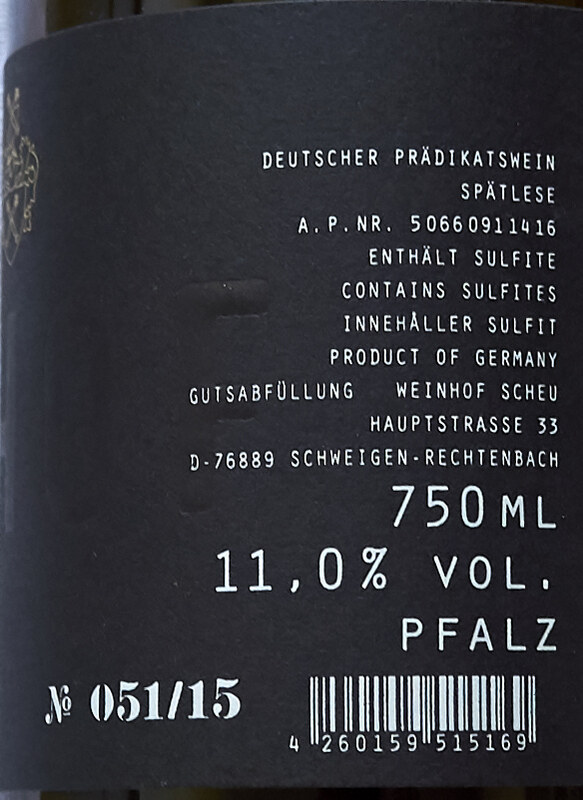 DEUTSCHER PRÄDIKATSWEIN
SPÄTLESE
A.P.NR. 50660911416
ENTHÄLT SULFITE
CONTAINS SULFITES
INNEHÅLLER SULFIT
PRODUCT OF GERMANY
GUTSABFÜLLUNG WEINHOF SCHEU
HAUPTSTRASSE 33
D-76889 SCHWEIGEN-RECHTENBACH
750ML
11,0% VOL.
PFALZ
№ 051/15
4 260159 515169